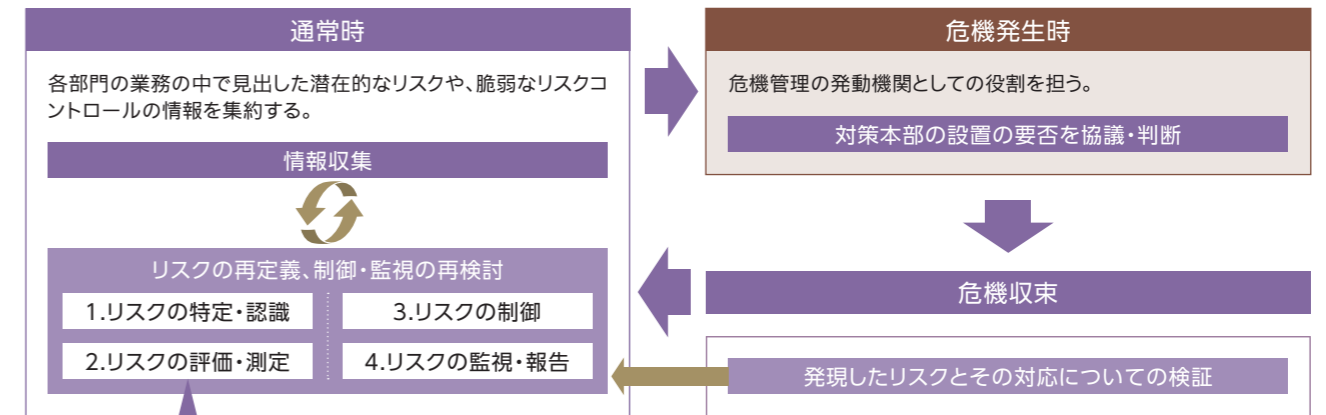 通常時
各部門の業務の中で見出した潜在的なリスクや、脆弱なリスクコ
ントロールの情報を集約する。
情報収集
リスクの再定義、制御・監視の再検討
1.リスクの特定・認識
3.リスクの制御
2.リスクの評価・測定
4.リスクの監視・報告
危機発生時
危機管理の発動機関としての役割を担う。
対策本部の設置の要否を協議・判断
危機収束
発現したリスクとその対応についての検証